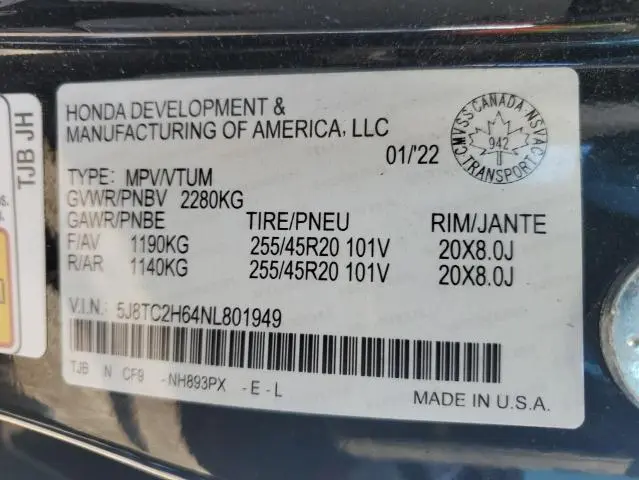 TJB JH
HONDA DEVELOPMENT &
MANUFACTURING OF AMERICA, LLC
01/'22
CMVSS CANADA NSVAC
942
TRANSPORT
TYPE: MPV/VTUM
GVWR/PNBV 2280KG
GAWR/PNBE TIRE/PNEU RIM/JANTE
F/AV 1190KG 255/45R20 101V 20X8.0J
R/AR 1140KG 255/45R20 101V 20X8.0J
V.I.N.: 5J8TC2H64NL801949
TJB N CF9 -NH893PX -E-L
MADE IN U.S.A.